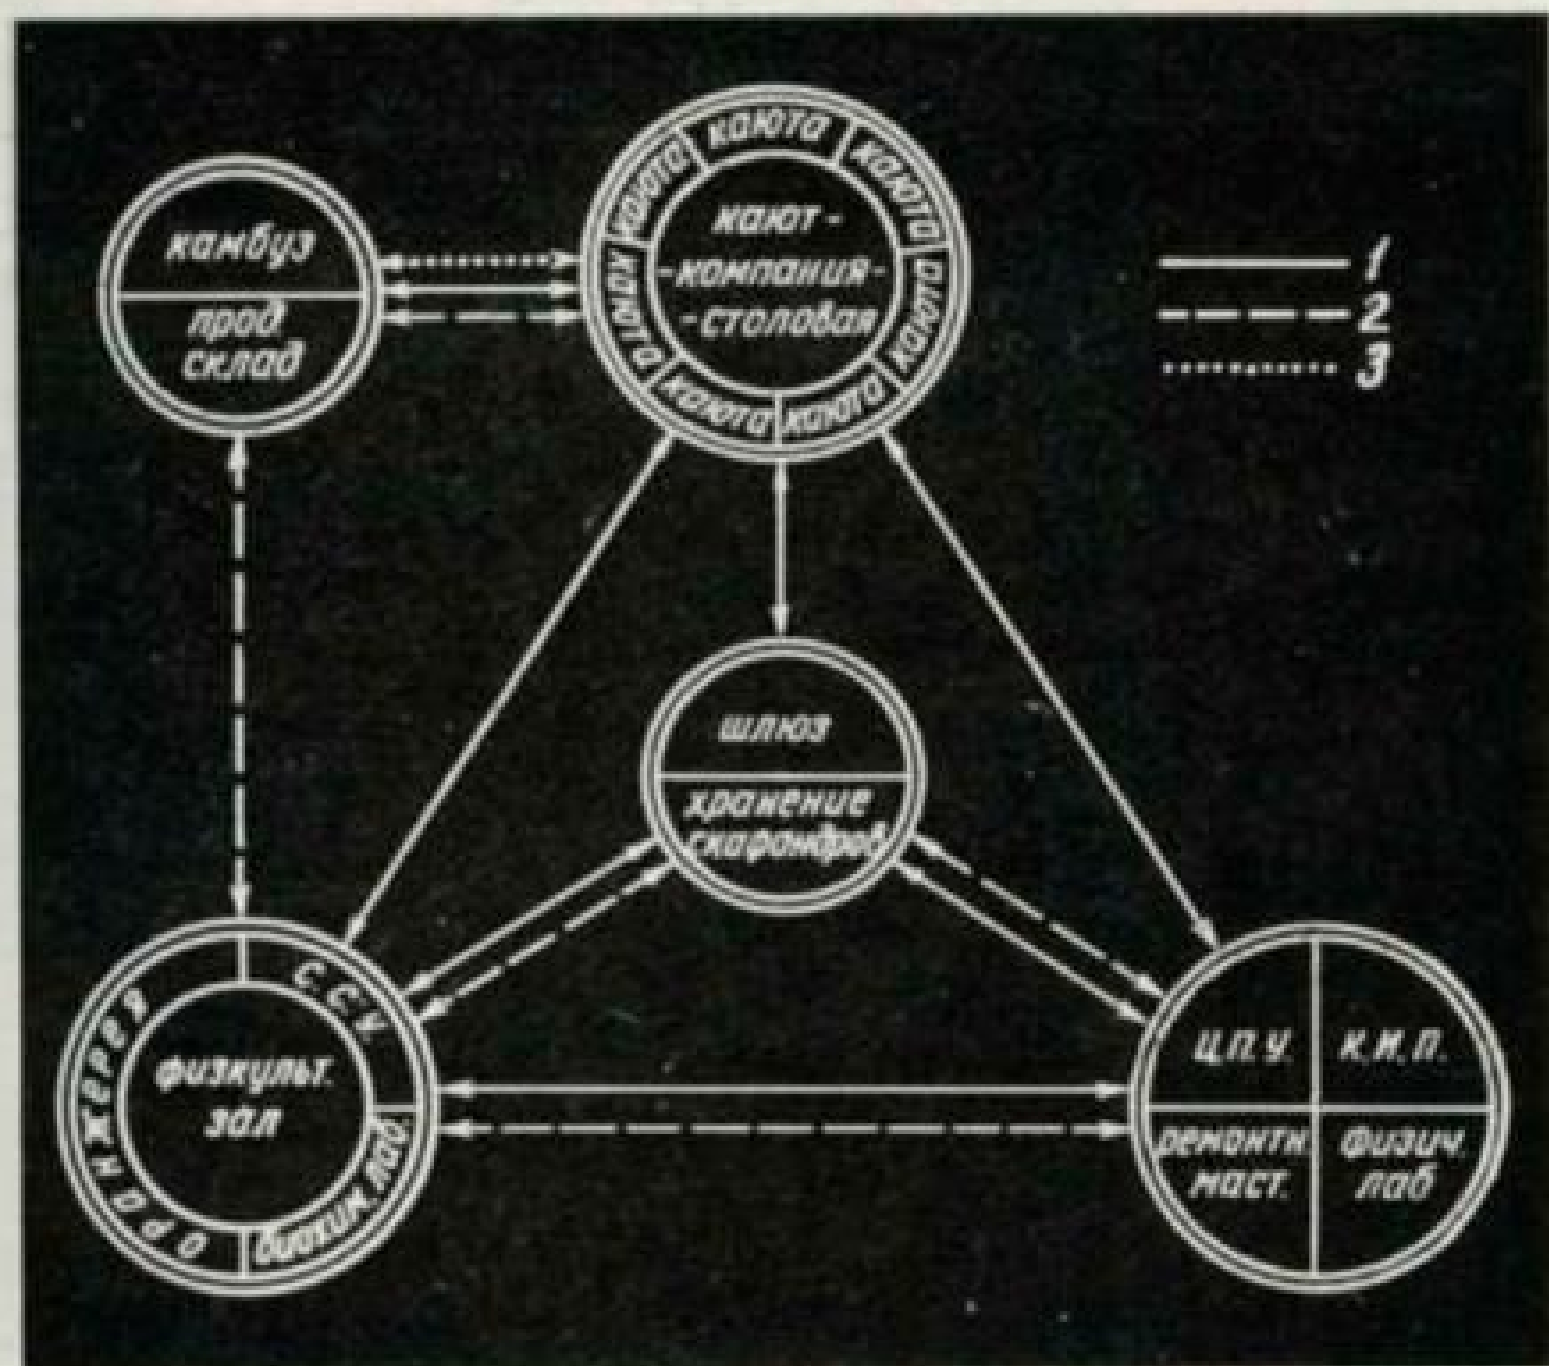 камбуз
прод.
склад
каюта
каюта
каюта
каюта
каюта
каюта
каюта
кают-
-компания-
-столовая
1
2
3
шлюз
хранение
скафандров
оранжерея
С.С.У.
биохим. лаб.
физкульт.
зал
Ц.П.У.
К.И.П.
ремонтн.
маст.
физич.
лаб